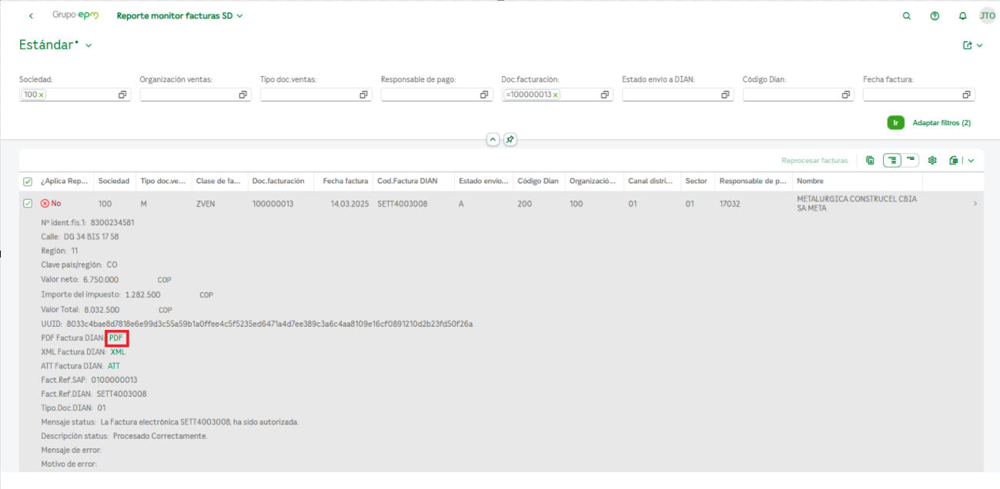 Grupo·epm Reporte monitor facturas SD JTO
Estándar*
Sociedad: Organización ventas: Tipo doc.ventas: Responsable de pago: Doc.facturación: Estado envío a DIAN: Código Dian: Fecha factura:
100 =100000013
Ir Adaptar filtros (2)
Reprocesar facturas
¿Aplica Rep... Sociedad Tipo doc.ve... Clase de fa... Doc.facturación Fecha factura Cod.Factura DIAN Estado envío... Código Dian Organizació... Canal distri... Sector Responsable de p... Nombre
No 100 M ZVEN 100000013 14.03.2025 SETT4003008 A 200 100 01 01 17032 METALURGICA CONSTRUCEL CBIA
SA META
Nº ident.fis.1: 8300234581
Calle: DG 34 BIS 17 58
Región: 11
Clave país/región: CO
Valor neto: 6.750.000 COP
Importe del impuesto: 1.282.500 COP
Valor Total: 8.032.500 COP
UUID: 8033c4bae8d7818e6e99d3c55a59b1a0ffee4c5f5235ed6471a4d7ee389c3a6c4aa8109e16cf0891210d2b23fd50f26a
PDF Factura DIAN: PDF
XML Factura DIAN: XML
ATT Factura DIAN: ATT
Fact.Ref.SAP: 0100000013
Fact.Ref.DIAN: SETT4003008
Tipo.Doc.DIAN: 01
Mensaje status: La Factura electrónica SETT4003008, ha sido autorizada.
Descripción status: Procesado Correctamente.
Mensaje de error:
Motivo de error: